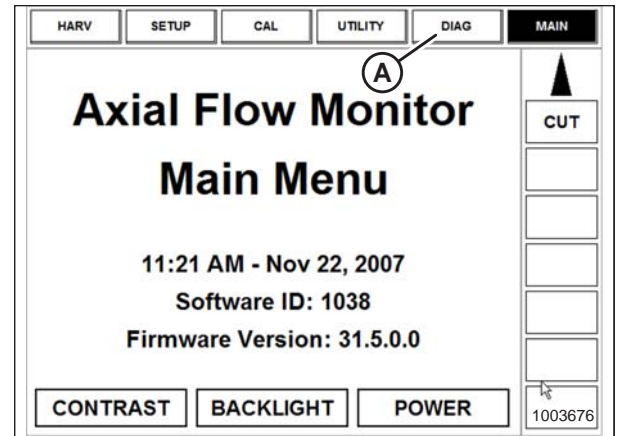 HARV SETUP CAL UTILITY DIAG MAIN
A
Axial Flow Monitor
CUT
Main Menu
11:21 AM - Nov 22, 2007
Software ID: 1038
Firmware Version: 31.5.0.0
CONTRAST BACKLIGHT POWER
1003676